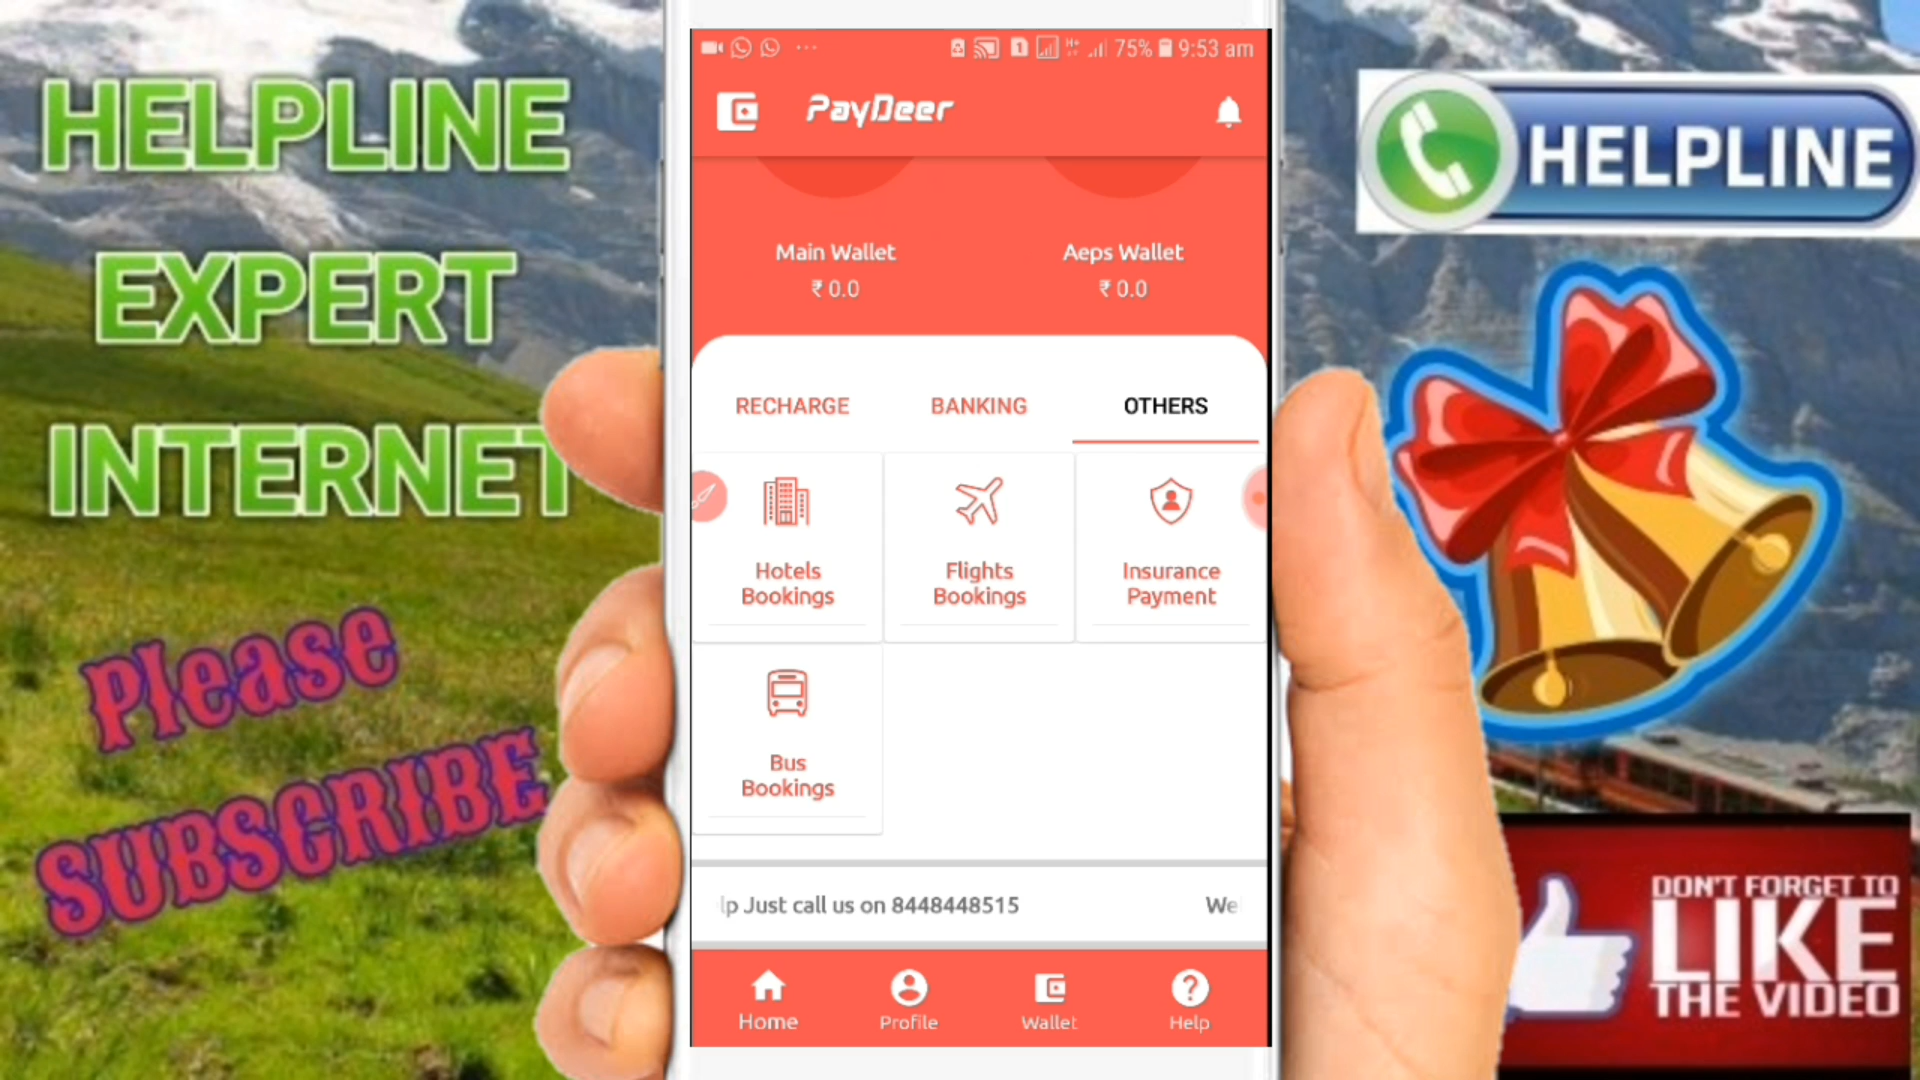 HELPLINE
EXPERT
INTERNET
Please
SUBSCRIBE
75% 9:53 am
PayDeer
Main Wallet
₹ 0.0
Aeps Wallet
₹ 0.0
RECHARGE
BANKING
OTHERS
Hotels
Bookings
Flights
Bookings
Insurance
Payment
Bus
Bookings
lp Just call us on 8448448515
We
Home
Profile
Wallet
Help
HELPLINE
DON'T FORGET TO
LIKE
THE VIDEO